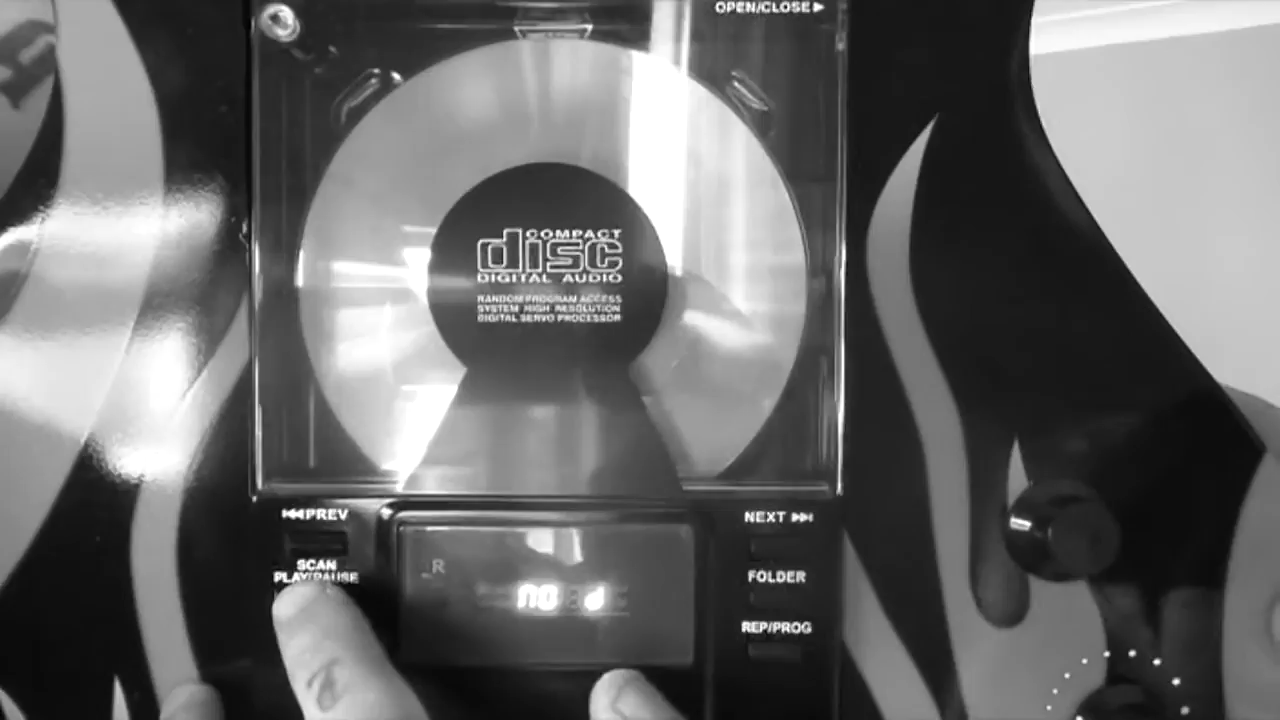 OPEN/CLOSE▶
COMPACT
disc
DIGITAL AUDIO
RANDOM PROGRAM ACCESS
SYSTEM HIGH RESOLUTION
DIGITAL SERVO PROCESSOR
⏮PREV
NEXT ⏭
SCAN
PLAY/PAUSE
FOLDER
R
no d
REP/PROG